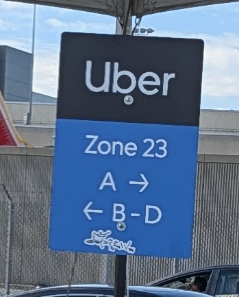 Uber
Zone 23
A →
← B-D